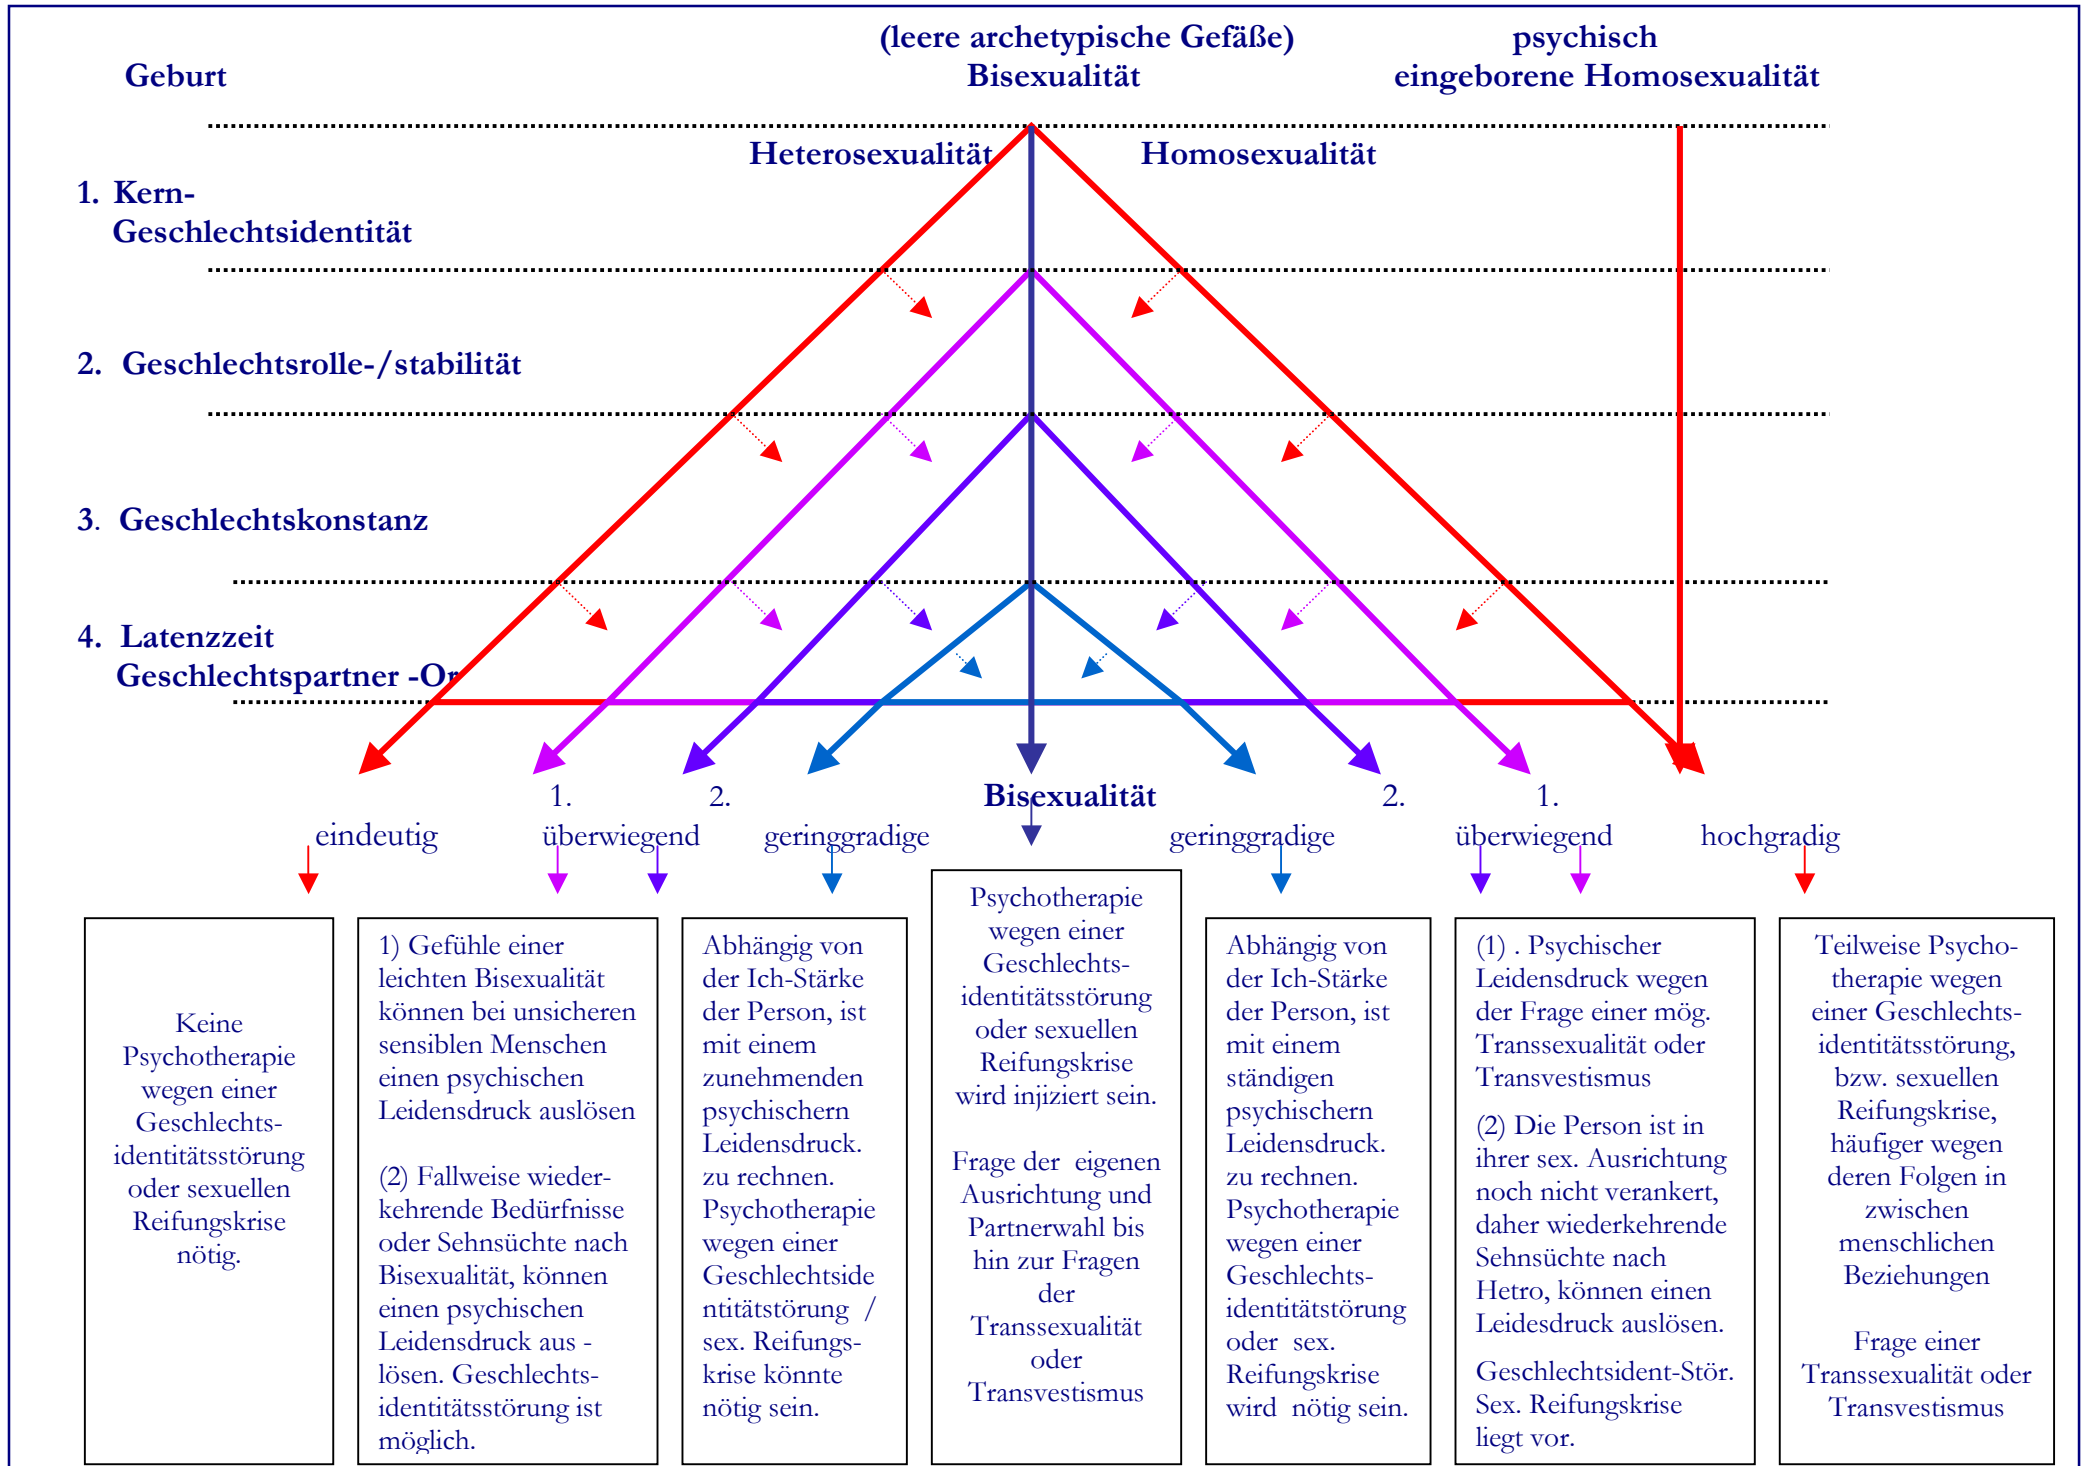 (leere archetypische Gefäße)
psychisch
Geburt
Bisexualität
eingeborene Homosexualität
Heterosexualität
Homosexualität
1. Kern-
Geschlechtsidentität
2. Geschlechtsrolle-/stabilität
3. Geschlechtskonstanz
4. Latenzzeit
Geschlechtspartner -Or
1.
2.
Bisexualität
2.
1.
eindeutig
überwiegend
geringgradige
geringgradige
überwiegend
hochgradig
Keine
Psychotherapie
wegen einer
Geschlechts-
identitätsstörung
oder sexuellen
Reifungskrise
nötig.
1) Gefühle einer
leichten Bisexualität
können bei unsicheren
sensiblen Menschen
einen psychischen
Leidensdruck auslösen
(2) Fallweise wieder-
kehrende Bedürfnisse
oder Sehnsüchte nach
Bisexualität, können
einen psychischen
Leidensdruck aus -
lösen. Geschlechts-
identitätsstörung ist
möglich.
Abhängig von
der Ich-Stärke
der Person, ist
mit einem
zunehmenden
psychischern
Leidensdruck.
zu rechnen.
Psychotherapie
wegen einer
Geschlechtside
ntitätstörung /
sex. Reifungs-
krise könnte
nötig sein.
Psychotherapie
wegen einer
Geschlechts-
identitätsstörung
oder sexuellen
Reifungskrise
wird injiziert sein.
Frage der eigenen
Ausrichtung und
Partnerwahl bis
hin zur Fragen
der
Transsexualität
oder
Transvestismus
Abhängig von
der Ich-Stärke
der Person, ist
mit einem
ständigen
psychischern
Leidensdruck.
zu rechnen.
Psychotherapie
wegen einer
Geschlechts-
identitätstörung
oder sex.
Reifungskrise
wird nötig sein.
(1) . Psychischer
Leidensdruck wegen
der Frage einer mög.
Transsexualität oder
Transvestismus
(2) Die Person ist in
ihrer sex. Ausrichtung
noch nicht verankert,
daher wiederkehrende
Sehnsüchte nach
Hetro, können einen
Leidesdruck auslösen.
Geschlechtsident-Stör.
Sex. Reifungskrise
liegt vor.
Teilweise Psycho-
therapie wegen
einer Geschlechts-
identitätsstörung,
bzw. sexuellen
Reifungskrise,
häufiger wegen
deren Folgen in
zwischen
menschlichen
Beziehungen
Frage einer
Transsexualität oder
Transvestismus